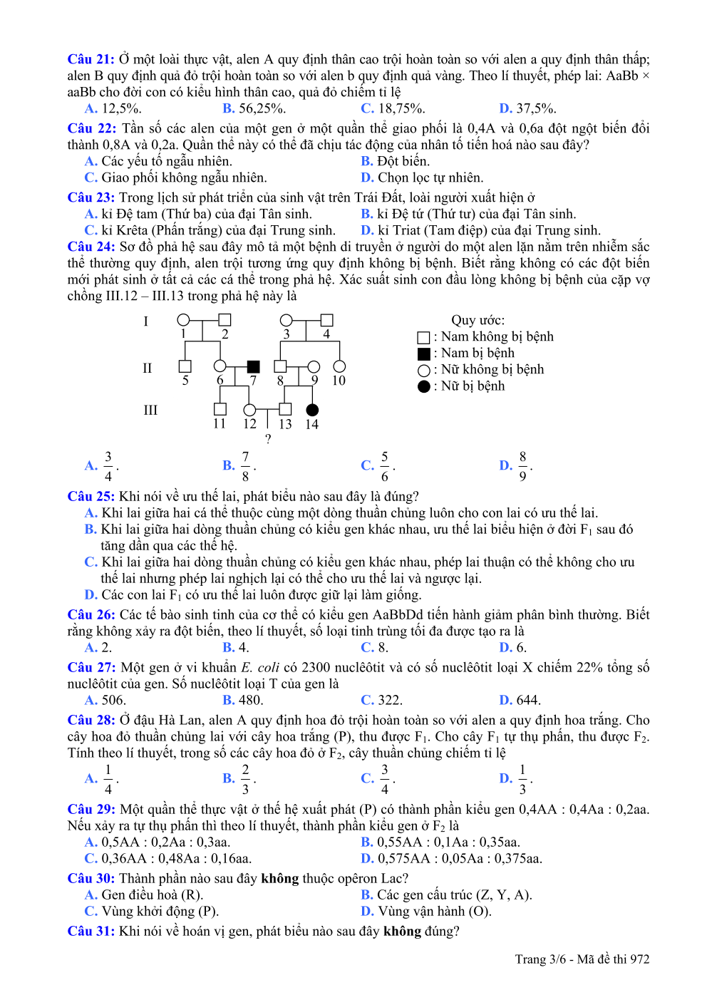 Câu 21: Ở một loài thực vật, alen A quy định thân cao trội hoàn toàn so với alen a quy định thân thấp;
alen B quy định quả đỏ trội hoàn toàn so với alen b quy định quả vàng. Theo lí thuyết, phép lai: AaBb ×
aaBb cho đời con có kiểu hình thân cao, quả đỏ chiếm tỉ lệ
A. 12,5%. B. 56,25%. C. 18,75%. D. 37,5%.
Câu 22: Tần số các alen của một gen ở một quần thể giao phối là 0,4A và 0,6a đột ngột biến đổi
thành 0,8A và 0,2a. Quần thể này có thể đã chịu tác động của nhân tố tiến hoá nào sau đây?
A. Các yếu tố ngẫu nhiên. B. Đột biến.
C. Giao phối không ngẫu nhiên. D. Chọn lọc tự nhiên.
Câu 23: Trong lịch sử phát triển của sinh vật trên Trái Đất, loài người xuất hiện ở
A. kỉ Đệ tam (Thứ ba) của đại Tân sinh. B. kỉ Đệ tứ (Thứ tư) của đại Tân sinh.
C. kỉ Krêta (Phấn trắng) của đại Trung sinh. D. kỉ Triat (Tam điệp) của đại Trung sinh.
Câu 24: Sơ đồ phả hệ sau đây mô tả một bệnh di truyền ở người do một alen lặn nằm trên nhiễm sắc
thể thường quy định, alen trội tương ứng quy định không bị bệnh. Biết rằng không có các đột biến
mới phát sinh ở tất cả các cá thể trong phả hệ. Xác suất sinh con đầu lòng không bị bệnh của cặp vợ
chồng III.12 – III.13 trong phả hệ này là
I
1 2 3 4
II
5 6 7 8 9 10
III
11 12 13 14
?
Quy ước:
: Nam không bị bệnh
: Nam bị bệnh
: Nữ không bị bệnh
: Nữ bị bệnh
A. 3/4. B. 7/8. C. 5/6. D. 8/9.
Câu 25: Khi nói về ưu thế lai, phát biểu nào sau đây là đúng?
A. Khi lai giữa hai cá thể thuộc cùng một dòng thuần chủng luôn cho con lai có ưu thế lai.
B. Khi lai giữa hai dòng thuần chủng có kiểu gen khác nhau, ưu thế lai biểu hiện ở đời F1 sau đó
tăng dần qua các thế hệ.
C. Khi lai giữa hai dòng thuần chủng có kiểu gen khác nhau, phép lai thuận có thể không cho ưu
thế lai nhưng phép lai nghịch lại có thể cho ưu thế lai và ngược lại.
D. Các con lai F1 có ưu thế lai luôn được giữ lại làm giống.
Câu 26: Các tế bào sinh tinh của cơ thể có kiểu gen AaBbDd tiến hành giảm phân bình thường. Biết
rằng không xảy ra đột biến, theo lí thuyết, số loại tinh trùng tối đa được tạo ra là
A. 2. B. 4. C. 8. D. 6.
Câu 27: Một gen ở vi khuẩn E. coli có 2300 nuclêôtit và có số nuclêôtit loại X chiếm 22% tổng số
nuclêôtit của gen. Số nuclêôtit loại T của gen là
A. 506. B. 480. C. 322. D. 644.
Câu 28: Ở đậu Hà Lan, alen A quy định hoa đỏ trội hoàn toàn so với alen a quy định hoa trắng. Cho
cây hoa đỏ thuần chủng lai với cây hoa trắng (P), thu được F1. Cho cây F1 tự thụ phấn, thu được F2.
Tính theo lí thuyết, trong số các cây hoa đỏ ở F2, cây thuần chủng chiếm tỉ lệ
A. 1/4. B. 2/3. C. 3/4. D. 1/3.
Câu 29: Một quần thể thực vật ở thế hệ xuất phát (P) có thành phần kiểu gen 0,4AA : 0,4Aa : 0,2aa.
Nếu xảy ra tự thụ phấn thì theo lí thuyết, thành phần kiểu gen ở F2 là
A. 0,5AA : 0,2Aa : 0,3aa. B. 0,55AA : 0,1Aa : 0,35aa.
C. 0,36AA : 0,48Aa : 0,16aa. D. 0,575AA : 0,05Aa : 0,375aa.
Câu 30: Thành phần nào sau đây không thuộc opêron Lac?
A. Gen điều hoà (R). B. Các gen cấu trúc (Z, Y, A).
C. Vùng khởi động (P). D. Vùng vận hành (O).
Câu 31: Khi nói về hoán vị gen, phát biểu nào sau đây không đúng?
Trang 3/6 - Mã đề thi 972